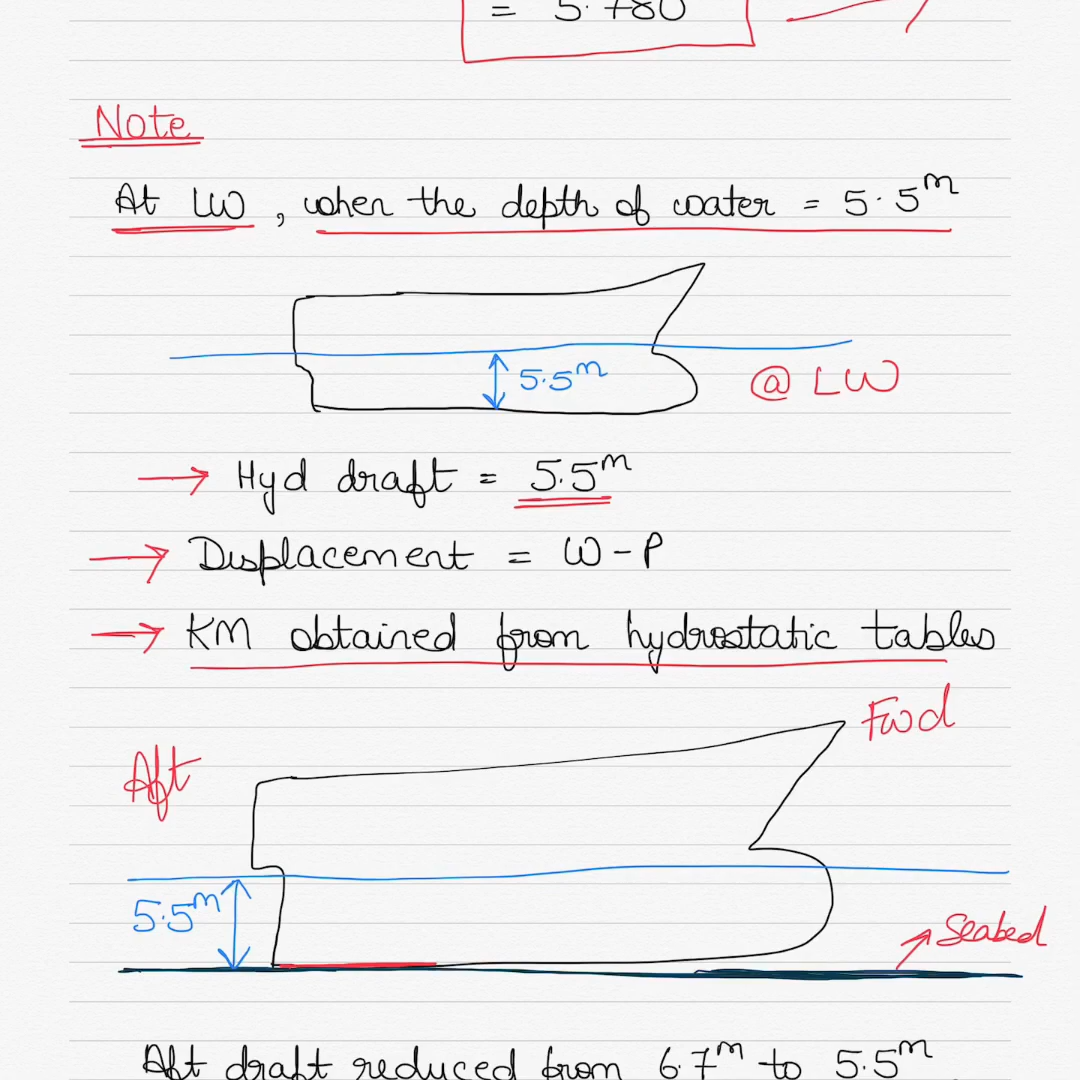 = 5.780
Note
At LW, when the depth of water = 5.5m
5.5m
@ LW
Hyd draft = 5.5m
Displacement = W-P
KM obtained from hydrostatic tables
Fwd
Aft
5.5m
Seabed
Aft draft reduced from 6.7m to 5.5m